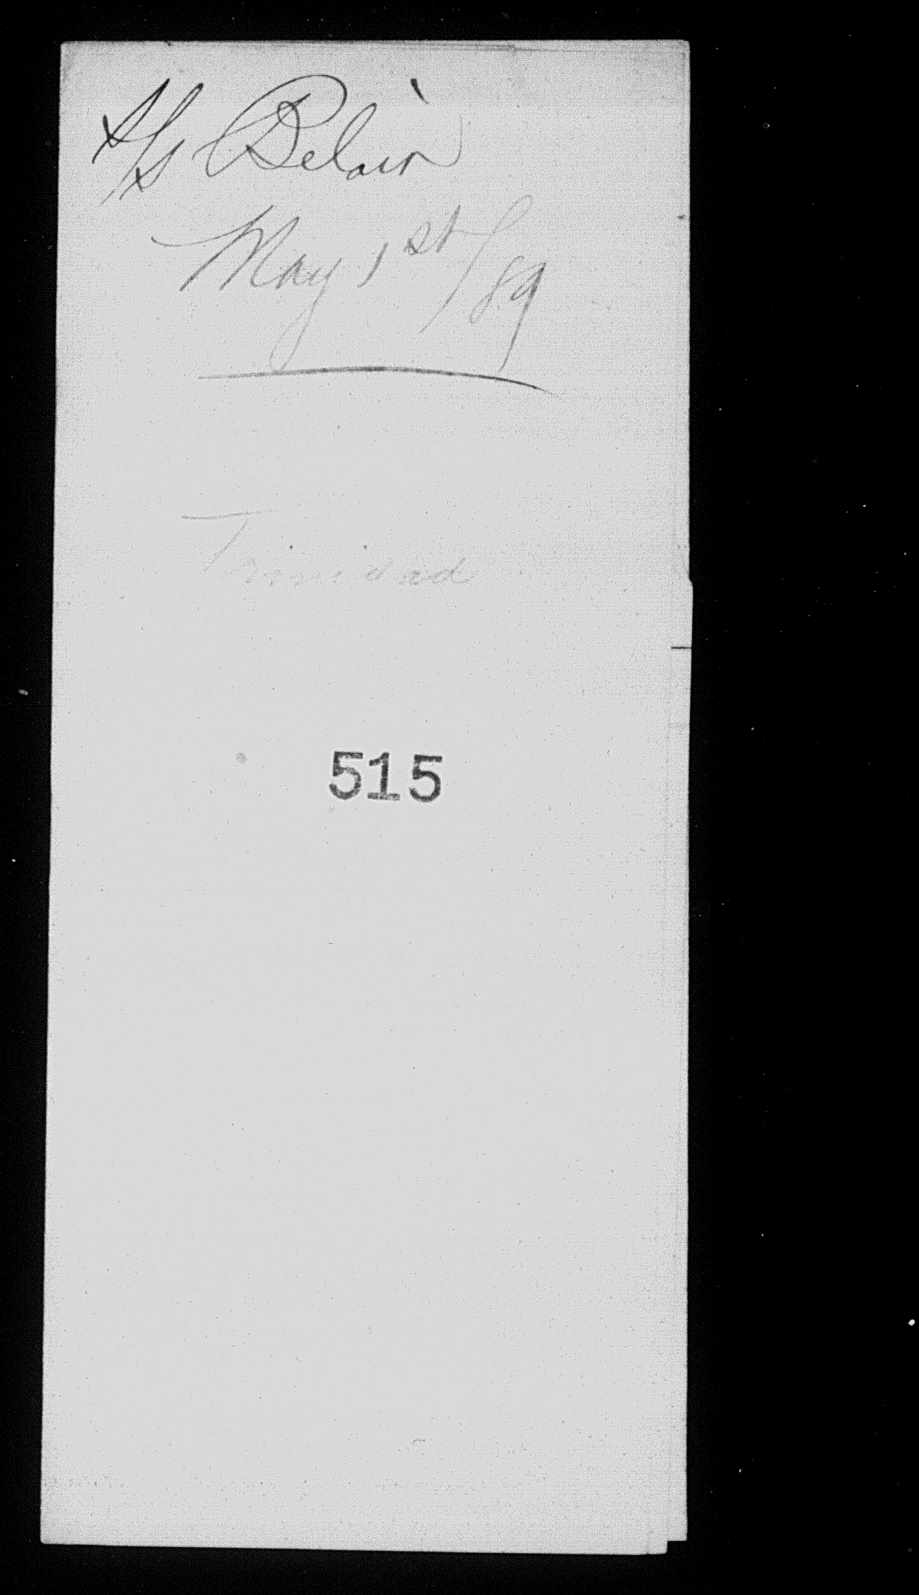 S/S Belair
May 1st/89
Trinidad
515